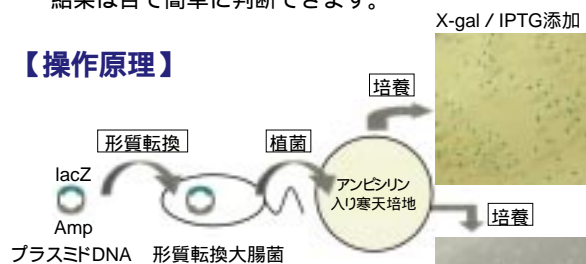 結果は目で簡単に判断できます。
X-gal / IPTG添加
【操作原理】
培養
形質転換
植菌
lacZ
アンピシリン
入り寒天培地
培養
Amp
プラスミドDNA 形質転換大腸菌